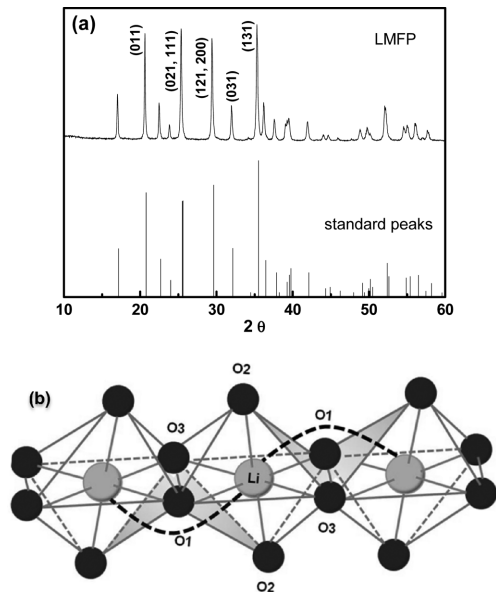 (a)
LMFP
(011)
(021, 111)
(121, 200)
(031)
(131)
standard peaks
10 20 30 40 50 60
2 θ
(b)
O2
O3
O1
Li
O1
O3
O2